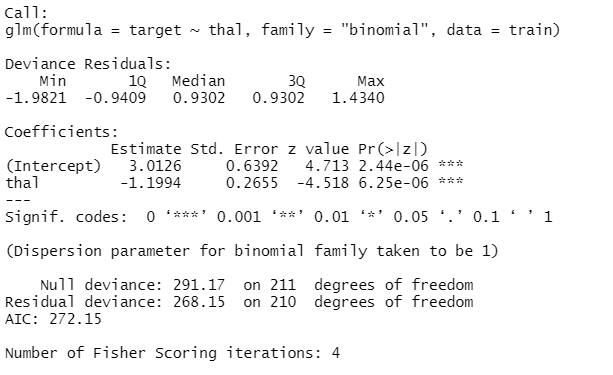 Call:
glm(formula = target ~ thal, family = "binomial", data = train)
Deviance Residuals:
Min 1Q Median 3Q Max
-1.9821 -0.9409 0.9302 0.9302 1.4340
Coefficients:
Estimate Std. Error z value Pr(>|z|)
(Intercept) 3.0126 0.6392 4.713 2.44e-06 ***
thal -1.1994 0.2655 -4.518 6.25e-06 ***
---
Signif. codes: 0 ‘***’ 0.001 ‘**’ 0.01 ‘*’ 0.05 ‘.’ 0.1 ‘ ’ 1
(Dispersion parameter for binomial family taken to be 1)
Null deviance: 291.17 on 211 degrees of freedom
Residual deviance: 268.15 on 210 degrees of freedom
AIC: 272.15
Number of Fisher Scoring iterations: 4